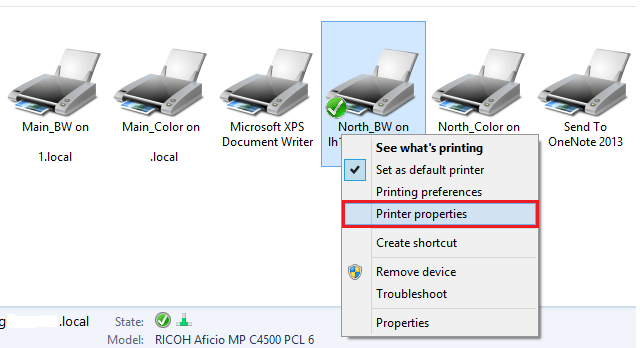 Main_BW on
1.local
Main_Color on
.local
Microsoft XPS
Document Writer
North_BW on
North_Color on
Send To
OneNote 2013
See what's printing
Set as default printer
Printing preferences
Printer properties
Create shortcut
Remove device
Troubleshoot
Properties
.local
State:
Model: RICOH Aficio MP C4500 PCL 6